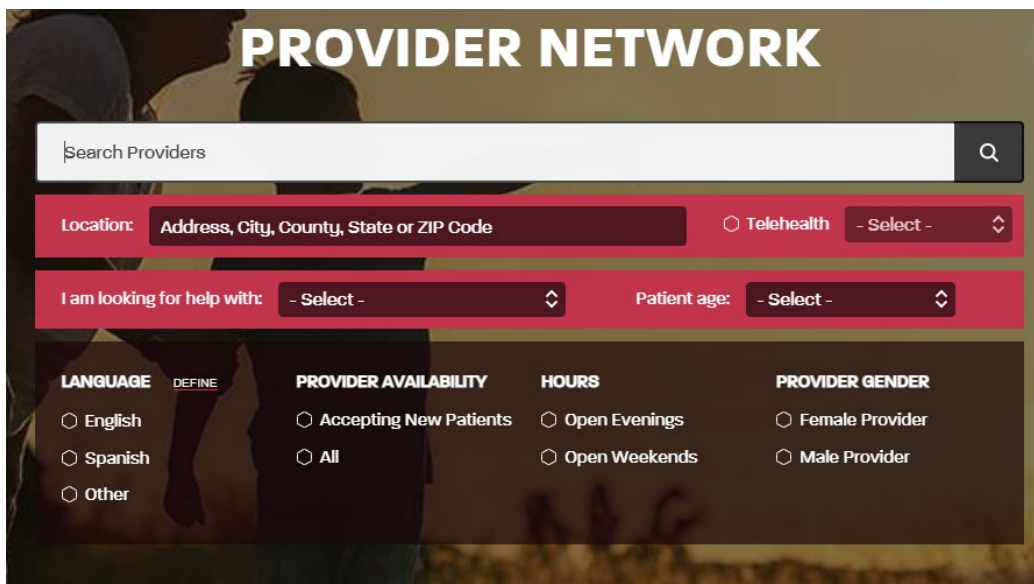 PROVIDER NETWORK
Search Providers
Location: Address, City, County, State or ZIP Code Telehealth - Select -
I am looking for help with: - Select - Patient age: - Select -
LANGUAGE DEFINE PROVIDER AVAILABILITY HOURS PROVIDER GENDER
English Accepting New Patients Open Evenings Female Provider
Spanish All Open Weekends Male Provider
Other